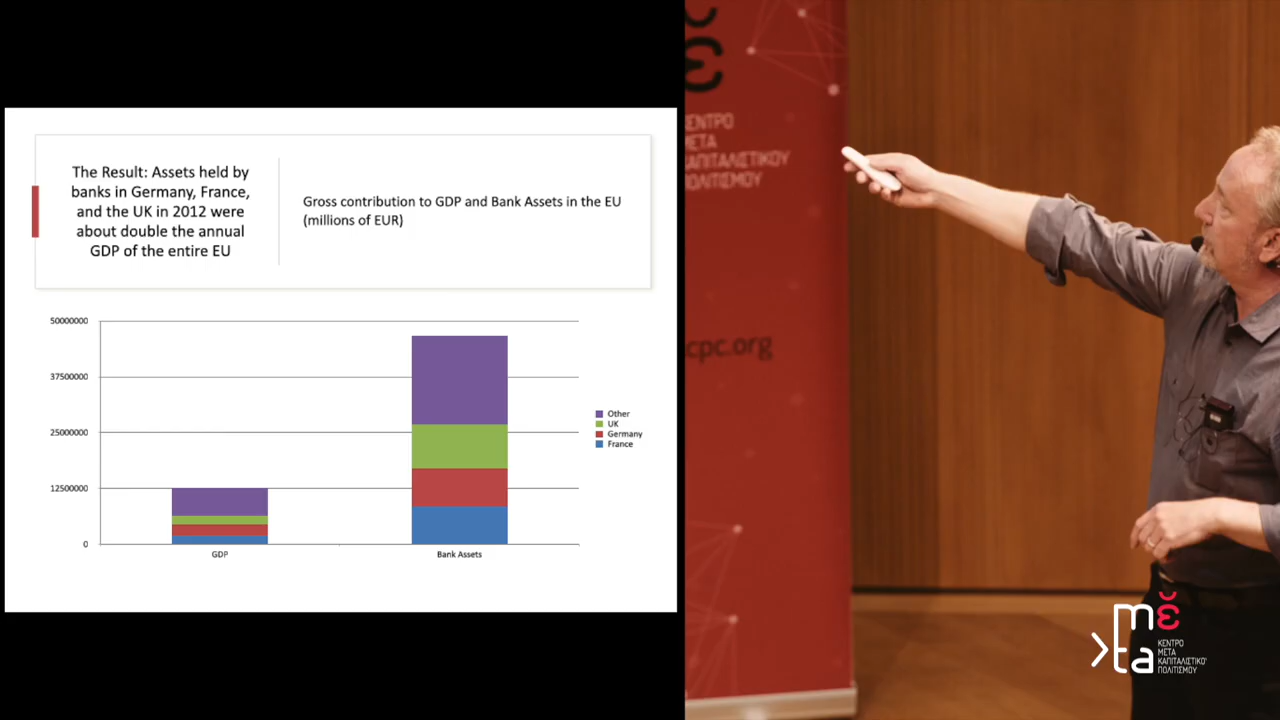 The Result: Assets held by
banks in Germany, France,
and the UK in 2012 were
about double the annual
GDP of the entire EU
Gross contribution to GDP and Bank Assets in the EU
(millions of EUR)
50000000
37500000
25000000
12500000
0
GDP
Bank Assets
Other
UK
Germany
France
ΕΝΤΡΟ
ΜΕΤΑ
ΚΑΠΙΤΑΛΙΣΤΙΚΟΥ
ΠΟΛΙΤΙΣΜΟΥ
cpc.org
mĕ
ta
ΚΕΝΤΡΟ
ΜΕΤΑ
ΚΑΠΙΤΑΛΙΣΤΙΚΟΥ
ΠΟΛΙΤΙΣΜΟΥ